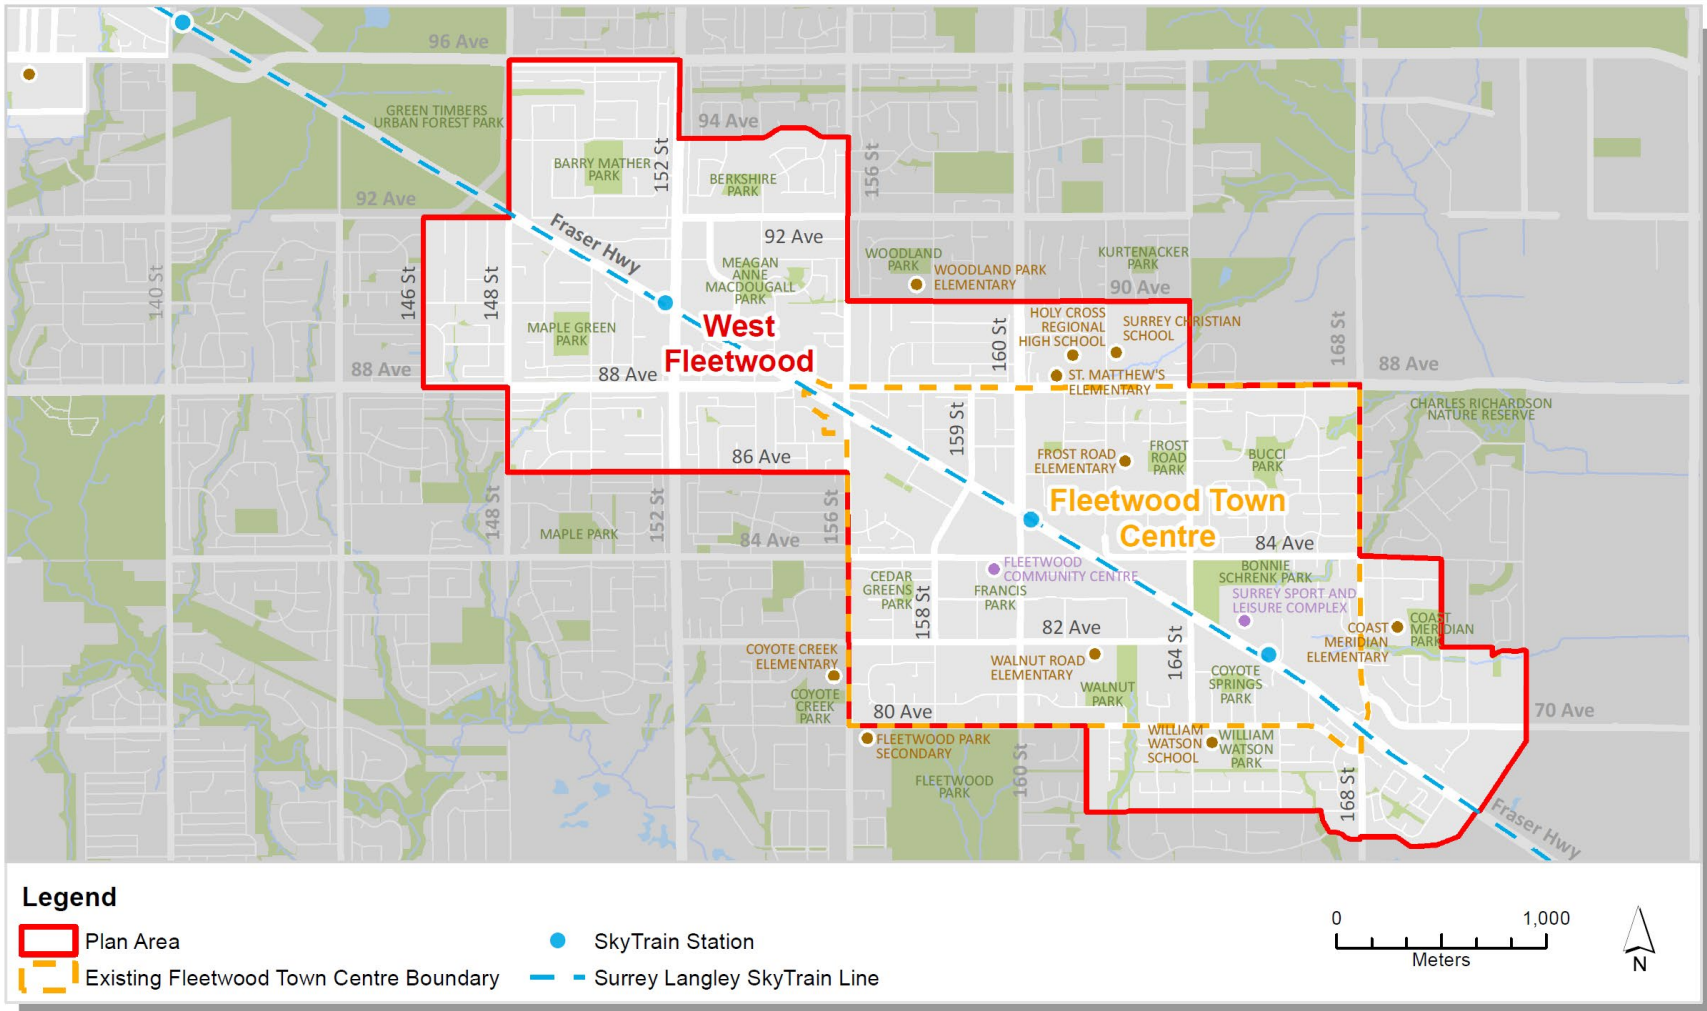 96 Ave
GREEN TIMBERS
URBAN FOREST PARK
94 Ave
152 St
156 St
BARRY MATHER
PARK
BERKSHIRE
PARK
92 Ave
Fraser Hwy
92 Ave
WOODLAND
PARK
WOODLAND PARK
ELEMENTARY
KURTENACKER
PARK
90 Ave
140 St
146 St
148 St
MEAGAN
ANNE
MACDOUGALL
PARK
MAPLE GREEN
PARK
West
Fleetwood
160 St
HOLY CROSS
REGIONAL
HIGH SCHOOL
SURREY CHRISTIAN
SCHOOL
168 St
88 Ave
88 Ave
88 Ave
ST. MATTHEW'S
ELEMENTARY
CHARLES RICHARDSON
NATURE RESERVE
159 St
86 Ave
FROST ROAD
ELEMENTARY
FROST
ROAD
PARK
BUCCI
PARK
148 St
152 St
156 St
MAPLE PARK
84 Ave
Fleetwood Town
Centre
84 Ave
FLEETWOOD
COMMUNITY CENTRE
BONNIE
SCHRENK PARK
CEDAR
GREENS
PARK
158 St
FRANCIS
PARK
SURREY SPORT AND
LEISURE COMPLEX
82 Ave
164 St
COAST
MERIDIAN
ELEMENTARY
COAST
MERIDIAN
PARK
COYOTE CREEK
ELEMENTARY
WALNUT ROAD
ELEMENTARY
COYOTE
SPRINGS
PARK
COYOTE
CREEK
PARK
WALNUT
PARK
80 Ave
70 Ave
FLEETWOOD PARK
SECONDARY
160 St
WILLIAM
WATSON
SCHOOL
WILLIAM
WATSON
PARK
FLEETWOOD
PARK
168 St
Fraser Hwy
Legend
Plan Area
SkyTrain Station
Existing Fleetwood Town Centre Boundary
Surrey Langley SkyTrain Line
0 1,000
Meters
N